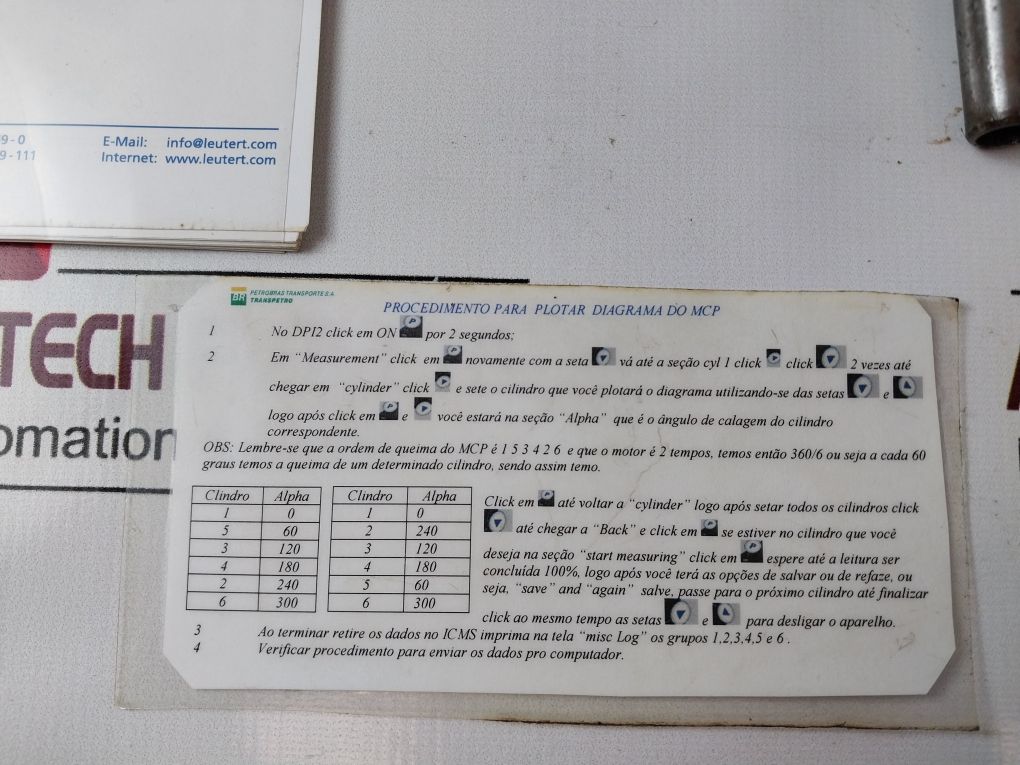 9 - 0 E-Mail: info@leutert.com
9 - 111 Internet: www.leutert.com
TECH
omation
BR PETROBRAS TRANSPORTE S.A
TRANSPETRO
PROCEDIMENTO PARA PLOTAR DIAGRAMA DO MCP
1 No DPI2 click em ON por 2 segundos;
2 Em “Measurement” click em novamente com a seta vá até a seção cyl 1 click click 2 vezes até
chegar em “cylinder” click e sete o cilindro que você plotará o diagrama utilizando-se das setas e
logo após click em e você estará na seção “Alpha” que é o ângulo de calagem do cilindro
correspondente.
OBS: Lembre-se que a ordem de queima do MCP é 1 5 3 4 2 6 e que o motor é 2 tempos, temos então 360/6 ou seja a cada 60
graus temos a queima de um determinado cilindro, sendo assim temo.
Clindro Alpha
1 0
5 60
3 120
4 180
2 240
6 300
Clindro Alpha
1 0
2 240
3 120
4 180
5 60
6 300
Click em até voltar a “cylinder” logo após setar todos os cilindros click
até chegar a “Back” e click em se estiver no cilindro que você
deseja na seção “start measuring” click em espere até a leitura ser
concluída 100%, logo após você terá as opções de salvar ou de refaze, ou
seja, “save” and “again” salve, passe para o próximo cilindro até finalizar
click ao mesmo tempo as setas e para desligar o aparelho.
3 Ao terminar retire os dados no ICMS imprima na tela “misc Log” os grupos 1,2,3,4,5 e 6 .
4 Verificar procedimento para enviar os dados pro computador.